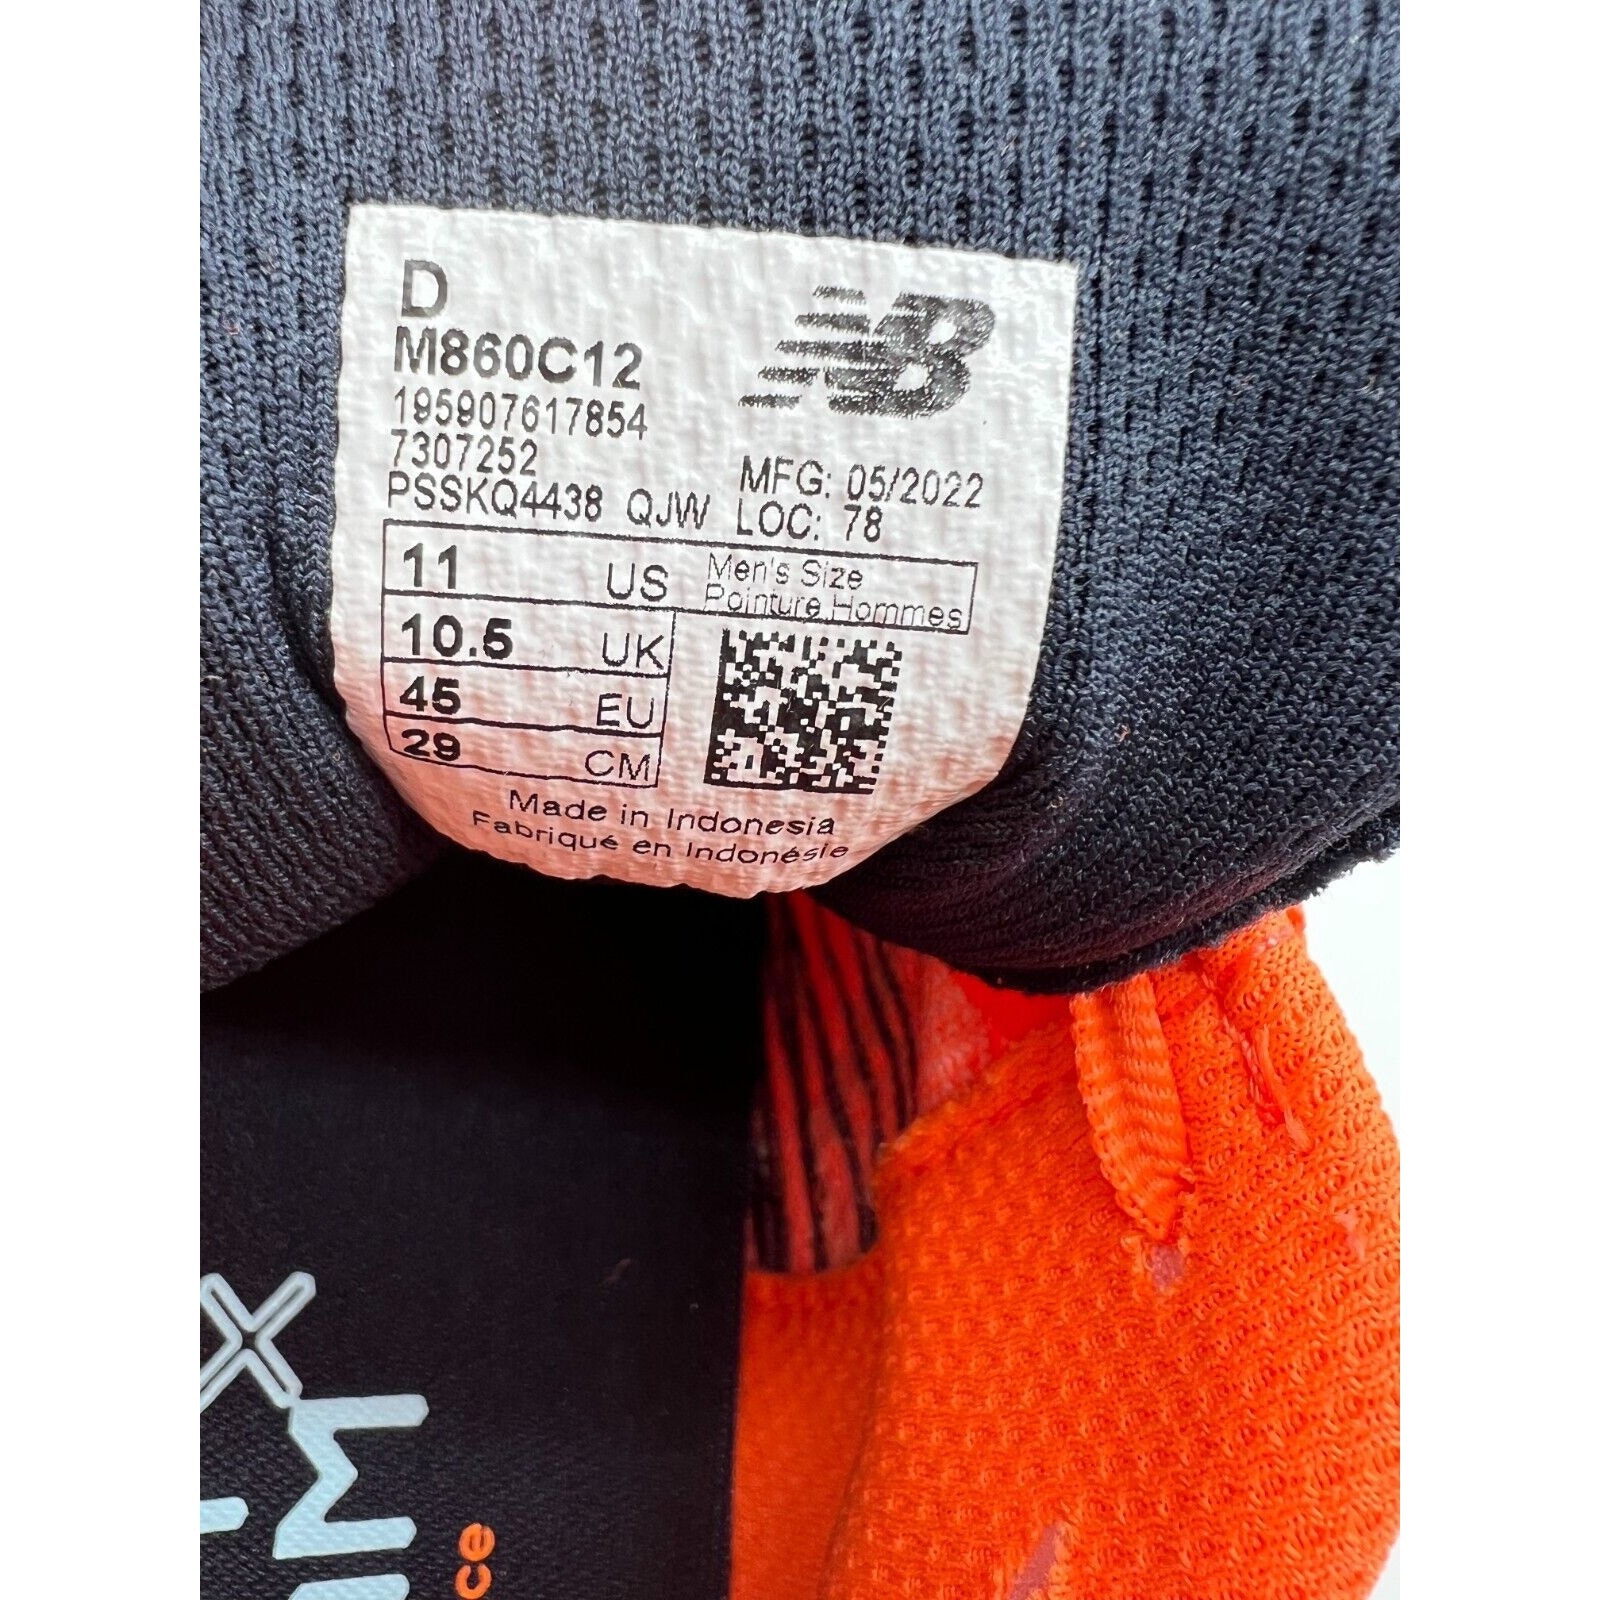 D
M860C12
195907617854
7307252
PSSKQ4438 QJW
MFG: 05/2022
LOC: 78
11 US Men's Size
Pointure Hommes
10.5 UK
45 EU
29 CM
Made in Indonesia
Fabriqué en Indonésie
NB